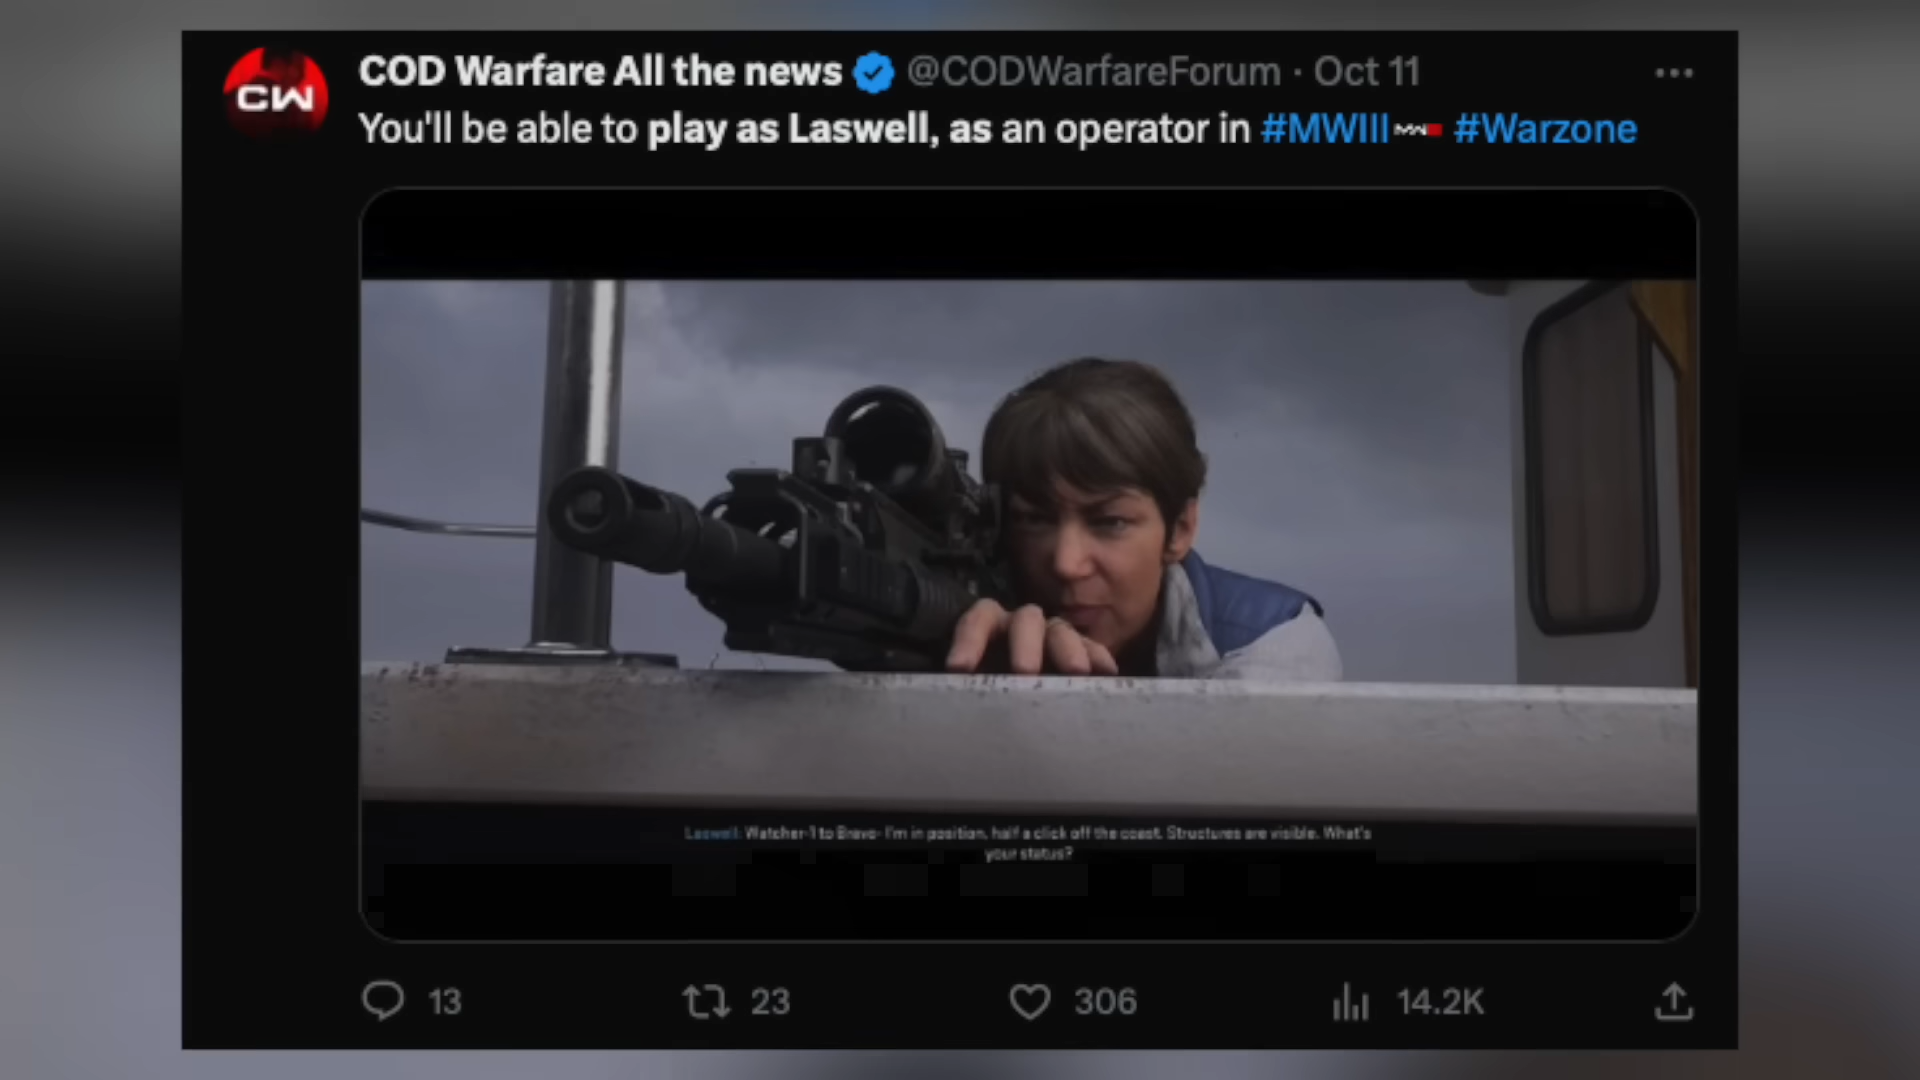 CW
COD Warfare All the news @CODWarfareForum · Oct 11
You'll be able to play as Laswell, as an operator in #MWIII #Warzone
Laswell: Watcher-1 to Bravo- I'm in position, half a click off the coast. Structures are visible. What's
your status?
13 23 306 14.2K